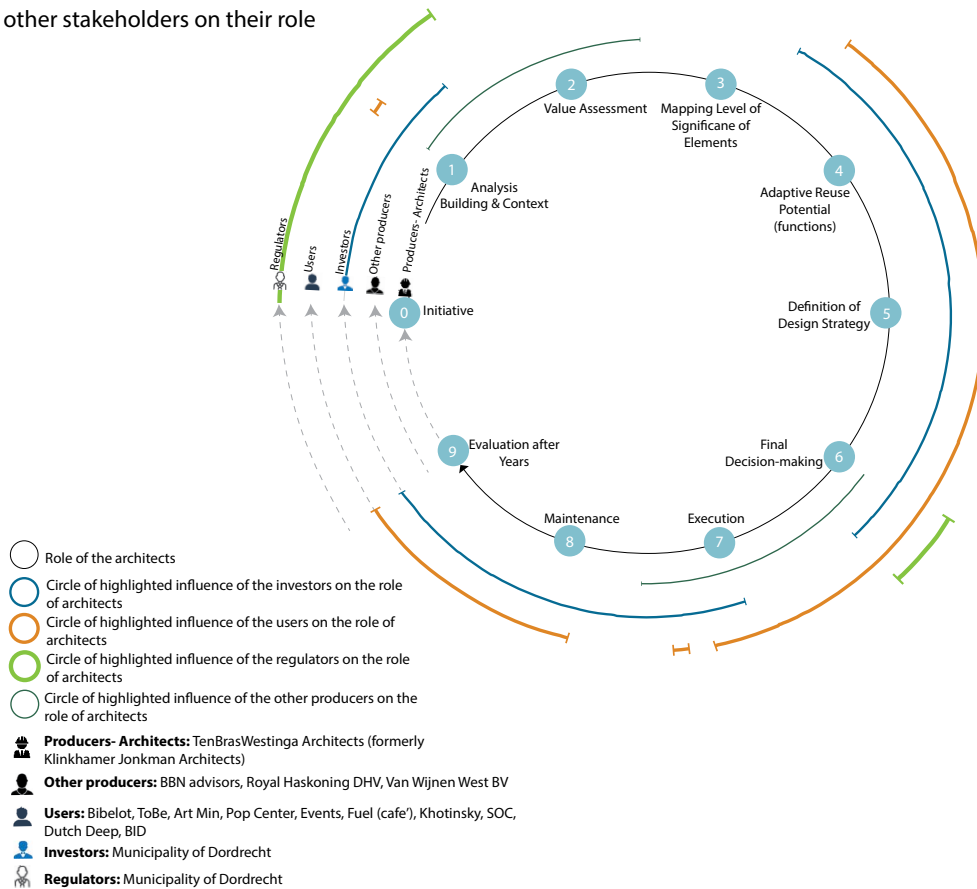 other stakeholders on their role
2
Value Assessment
3
Mapping Level of
Significane of
Elements
1
Analysis
Building & Context
4
Adaptive Reuse
Potential
(functions)
Regulators
Users
Investors
Other producers
Producers- Architects
0
Initiative
5
Definition of
Design Strategy
9
Evaluation after
Years
6
Final
Decision-making
8
Maintenance
7
Execution
Role of the architects
Circle of highlighted influence of the investors on the role
of architects
Circle of highlighted influence of the users on the role of
architects
Circle of highlighted influence of the regulators on the role
of architects
Circle of highlighted influence of the other producers on the
role of architects
Producers- Architects: TenBrasWestinga Architects (formerly
Klinkhamer Jonkman Architects)
Other producers: BBN advisors, Royal Haskoning DHV, Van Wijnen West BV
Users: Bibelot, ToBe, Art Min, Pop Center, Events, Fuel (cafe'), Khotinsky, SOC,
Dutch Deep, BID
Investors: Municipality of Dordrecht
Regulators: Municipality of Dordrecht